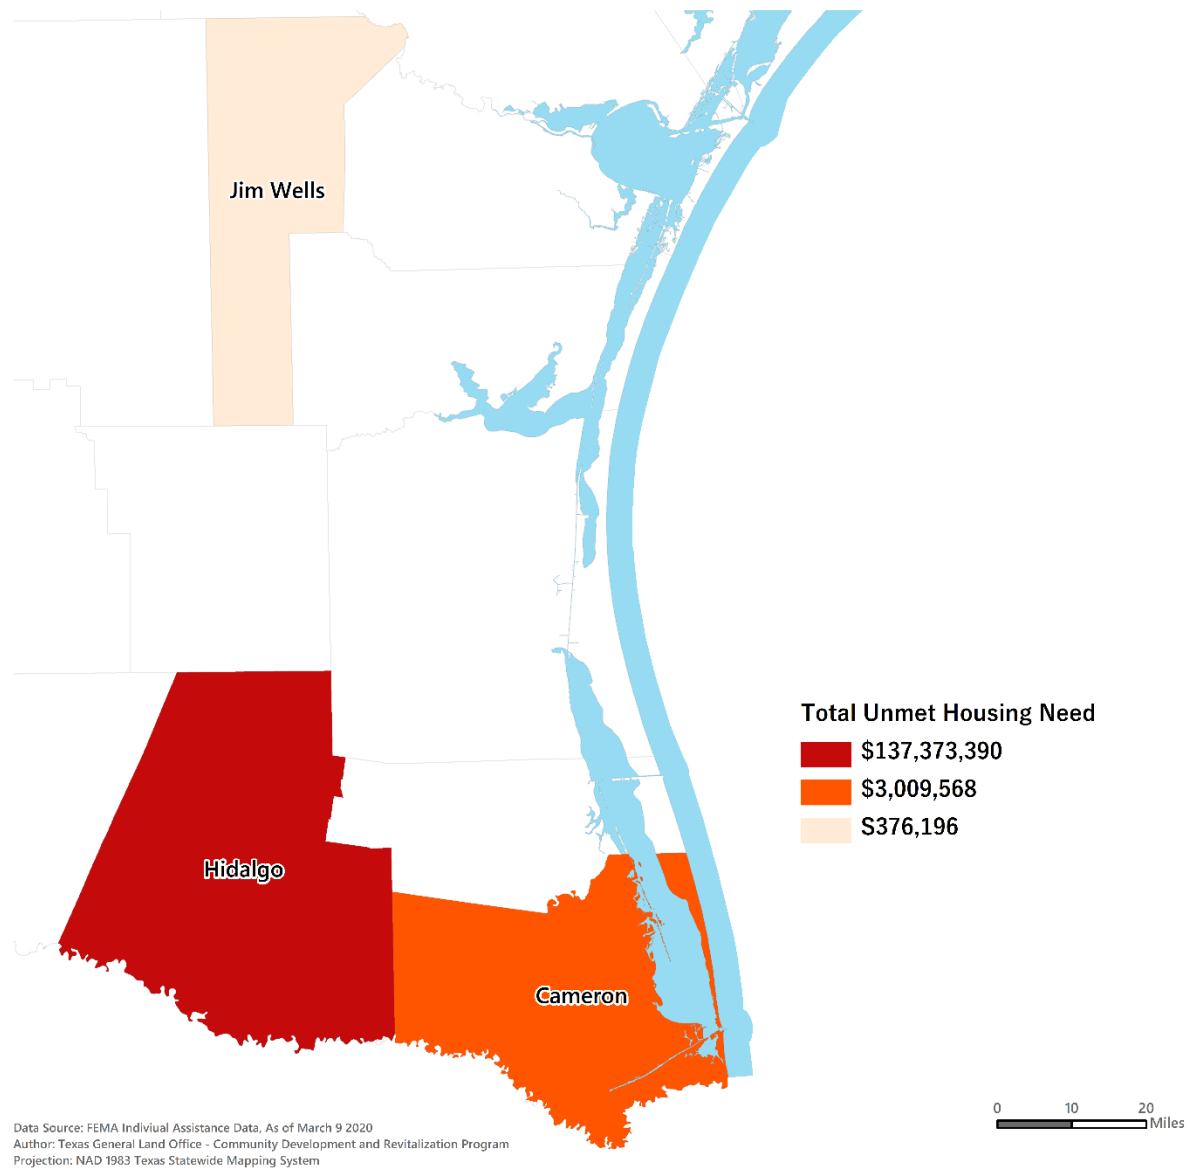 Jim Wells
Total Unmet Housing Need
$137,373,390
$3,009,568
$376,196
Hidalgo
Cameron
0 10 20
Miles
Data Source: FEMA Indiviual Assistance Data, As of March 9 2020
Author: Texas General Land Office - Community Development and Revitalization Program
Projection: NAD 1983 Texas Statewide Mapping System